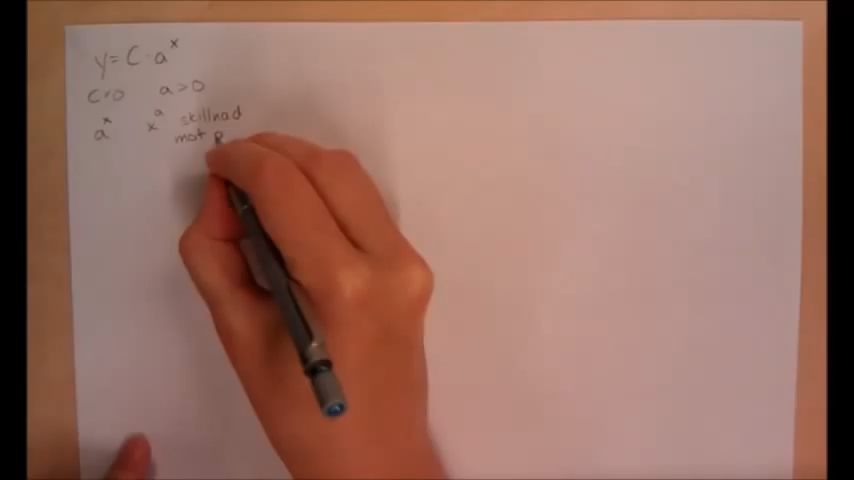 y = C · a^x
C>0 a>0
a^x x^a skillnad
mot P